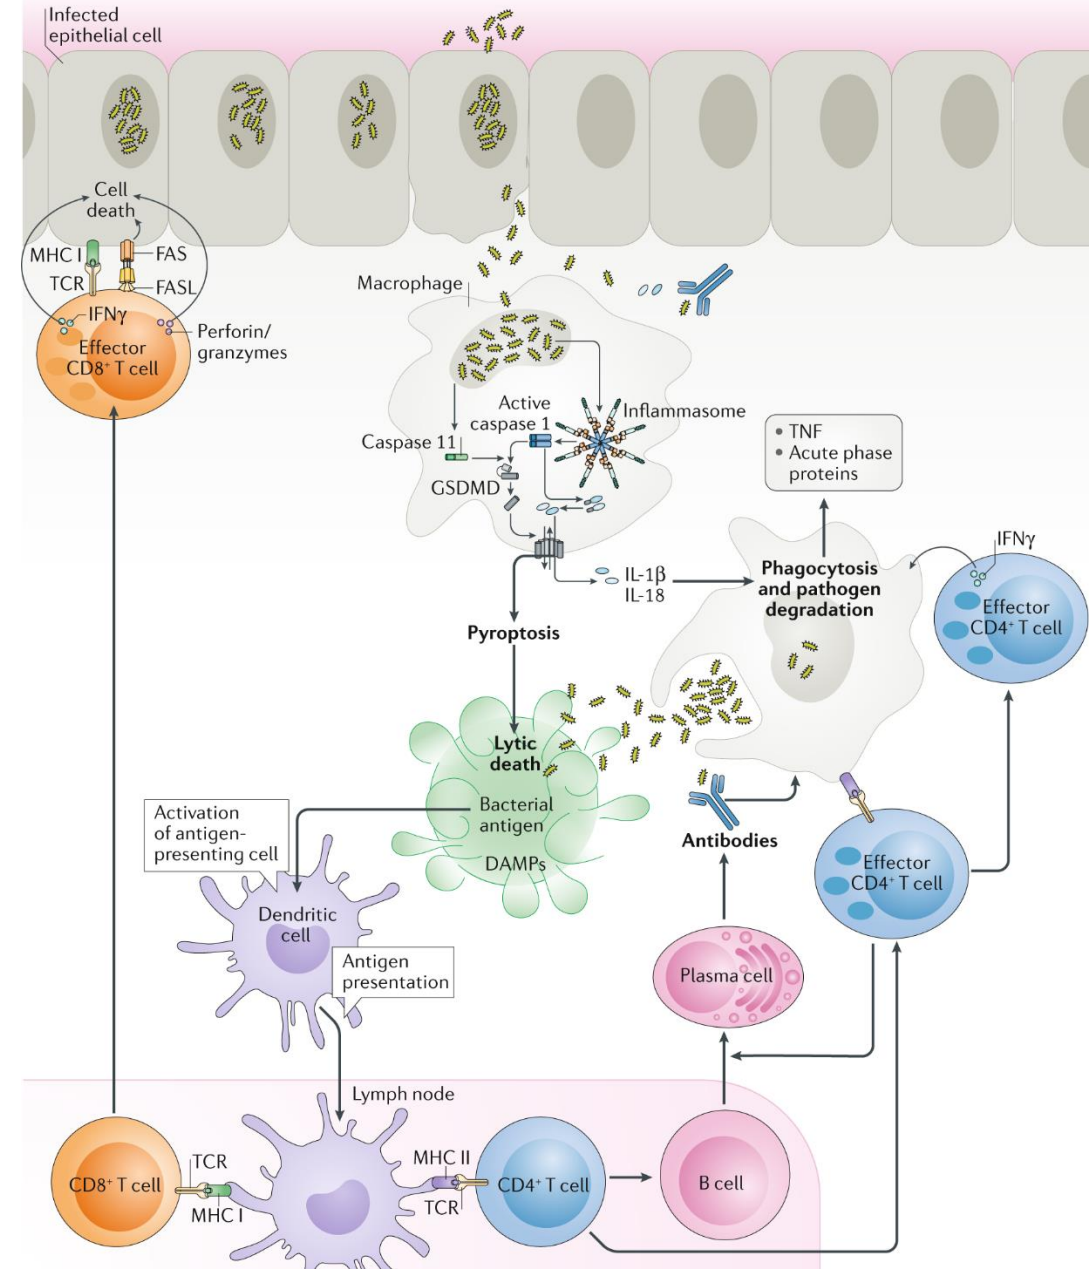 Infected
epithelial cell
Cell
death
MHC I
FAS
TCR
FASL
IFNγ
Perforin/
granzymes
Effector
CD8⁺ T cell
Macrophage
Active
caspase 1
Inflammasome
Caspase 11
GSDMD
• TNF
• Acute phase
proteins
IL-1β
IL-18
Phagocytosis
and pathogen
degradation
IFNγ
Effector
CD4⁺ T cell
Pyroptosis
Lytic
death
Bacterial
antigen
DAMPs
Activation
of antigen-
presenting cell
Dendritic
cell
Antigen
presentation
Antibodies
Effector
CD4⁺ T cell
Plasma cell
Lymph node
CD8⁺ T cell
TCR
MHC I
MHC II
TCR
CD4⁺ T cell
B cell